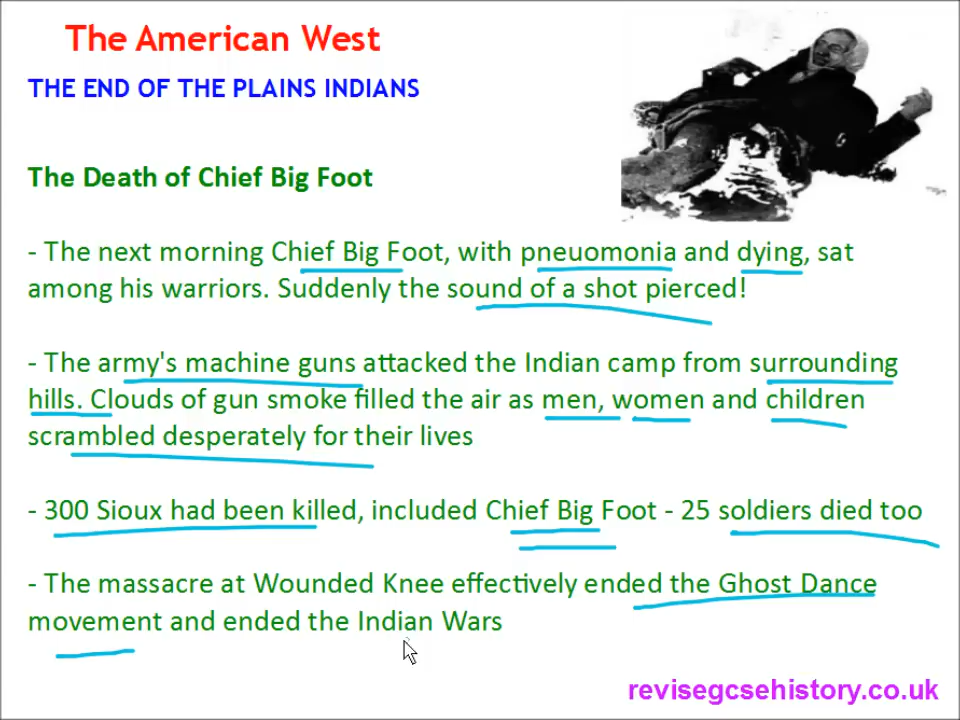 The American West
THE END OF THE PLAINS INDIANS
The Death of Chief Big Foot
- The next morning Chief Big Foot, with pneuomonia and dying, sat
among his warriors. Suddenly the sound of a shot pierced!
- The army's machine guns attacked the Indian camp from surrounding
hills. Clouds of gun smoke filled the air as men, women and children
scrambled desperately for their lives
- 300 Sioux had been killed, included Chief Big Foot - 25 soldiers died too
- The massacre at Wounded Knee effectively ended the Ghost Dance
movement and ended the Indian Wars
revisegcsehistory.co.uk